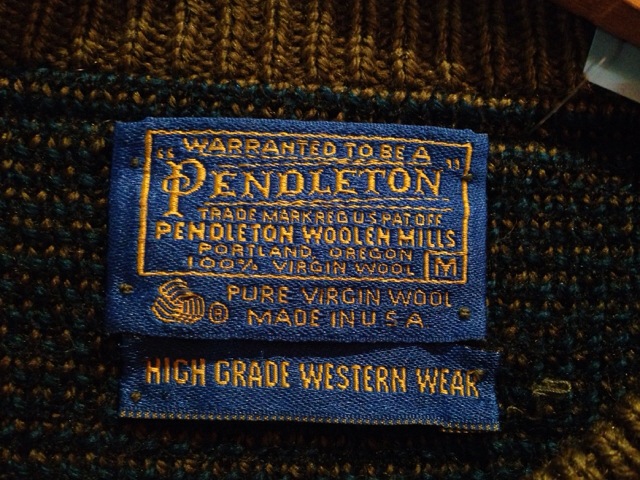 WARRANTED TO BE A
"PENDLETON"
TRADE MARK REG U S PAT OFF
PENDLETON WOOLEN MILLS
PORTLAND, OREGON
100% VIRGIN WOOL M
PURE VIRGIN WOOL
® MADE IN U S A
HIGH GRADE WESTERN WEAR